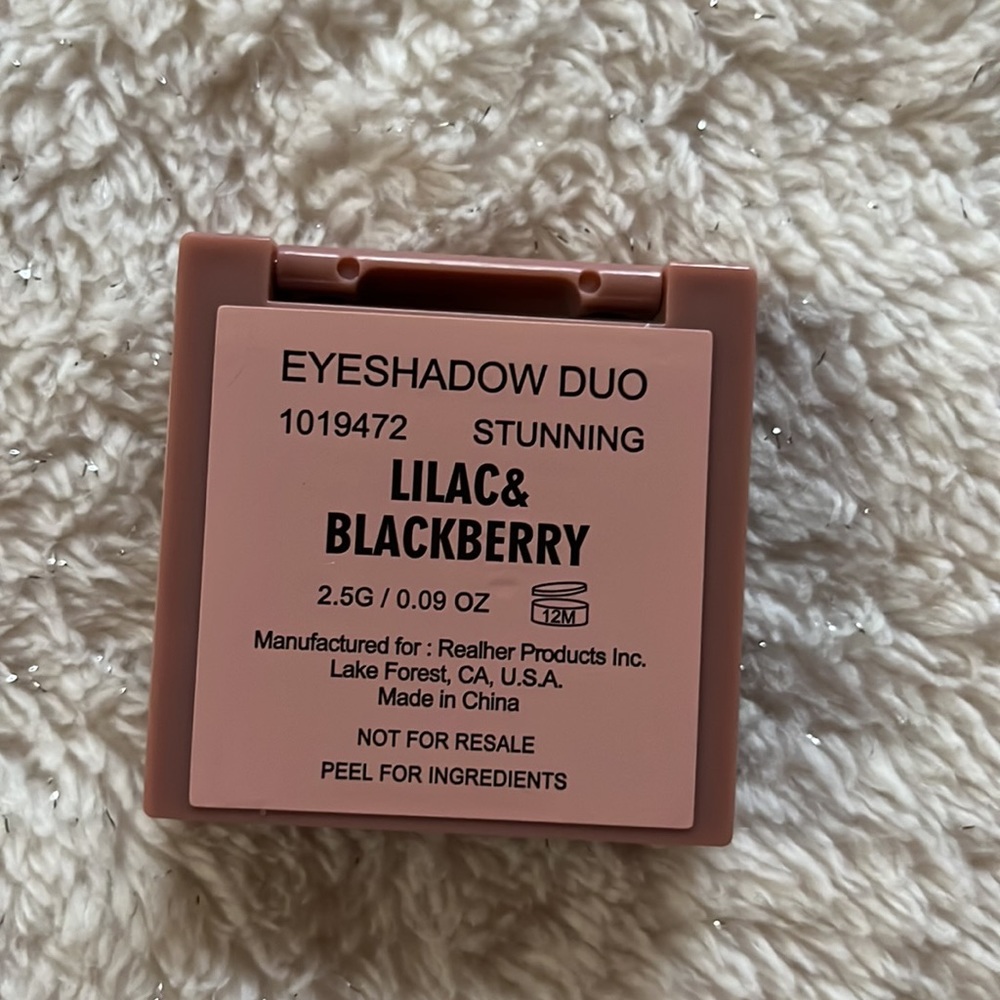 EYESHADOW DUO
1019472 STUNNING
LILAC&
BLACKBERRY
2.5G / 0.09 OZ 12M
Manufactured for : Realher Products Inc.
Lake Forest, CA, U.S.A.
Made in China
NOT FOR RESALE
PEEL FOR INGREDIENTS